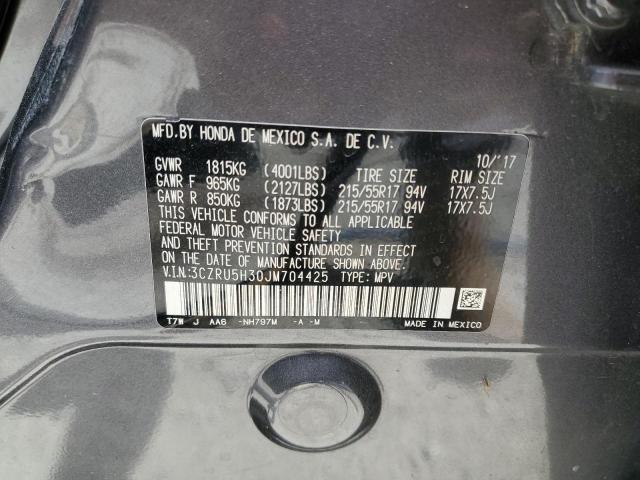 MFD.BY HONDA DE MEXICO S.A. DE C.V.
10/'17
GVWR 1815KG (4001LBS) TIRE SIZE RIM SIZE
GAWR F 965KG (2127LBS) 215/55R17 94V 17X7.5J
GAWR R 850KG (1873LBS) 215/55R17 94V 17X7.5J
THIS VEHICLE CONFORMS TO ALL APPLICABLE
FEDERAL MOTOR VEHICLE SAFETY
AND THEFT PREVENTION STANDARDS IN EFFECT ON THE
DATE OF MANUFACTURE SHOWN ABOVE.
V.I.N:3CZRU5H30JM704425 TYPE: MPV
T7W J AA6 -NH797M -A -M MADE IN MEXICO